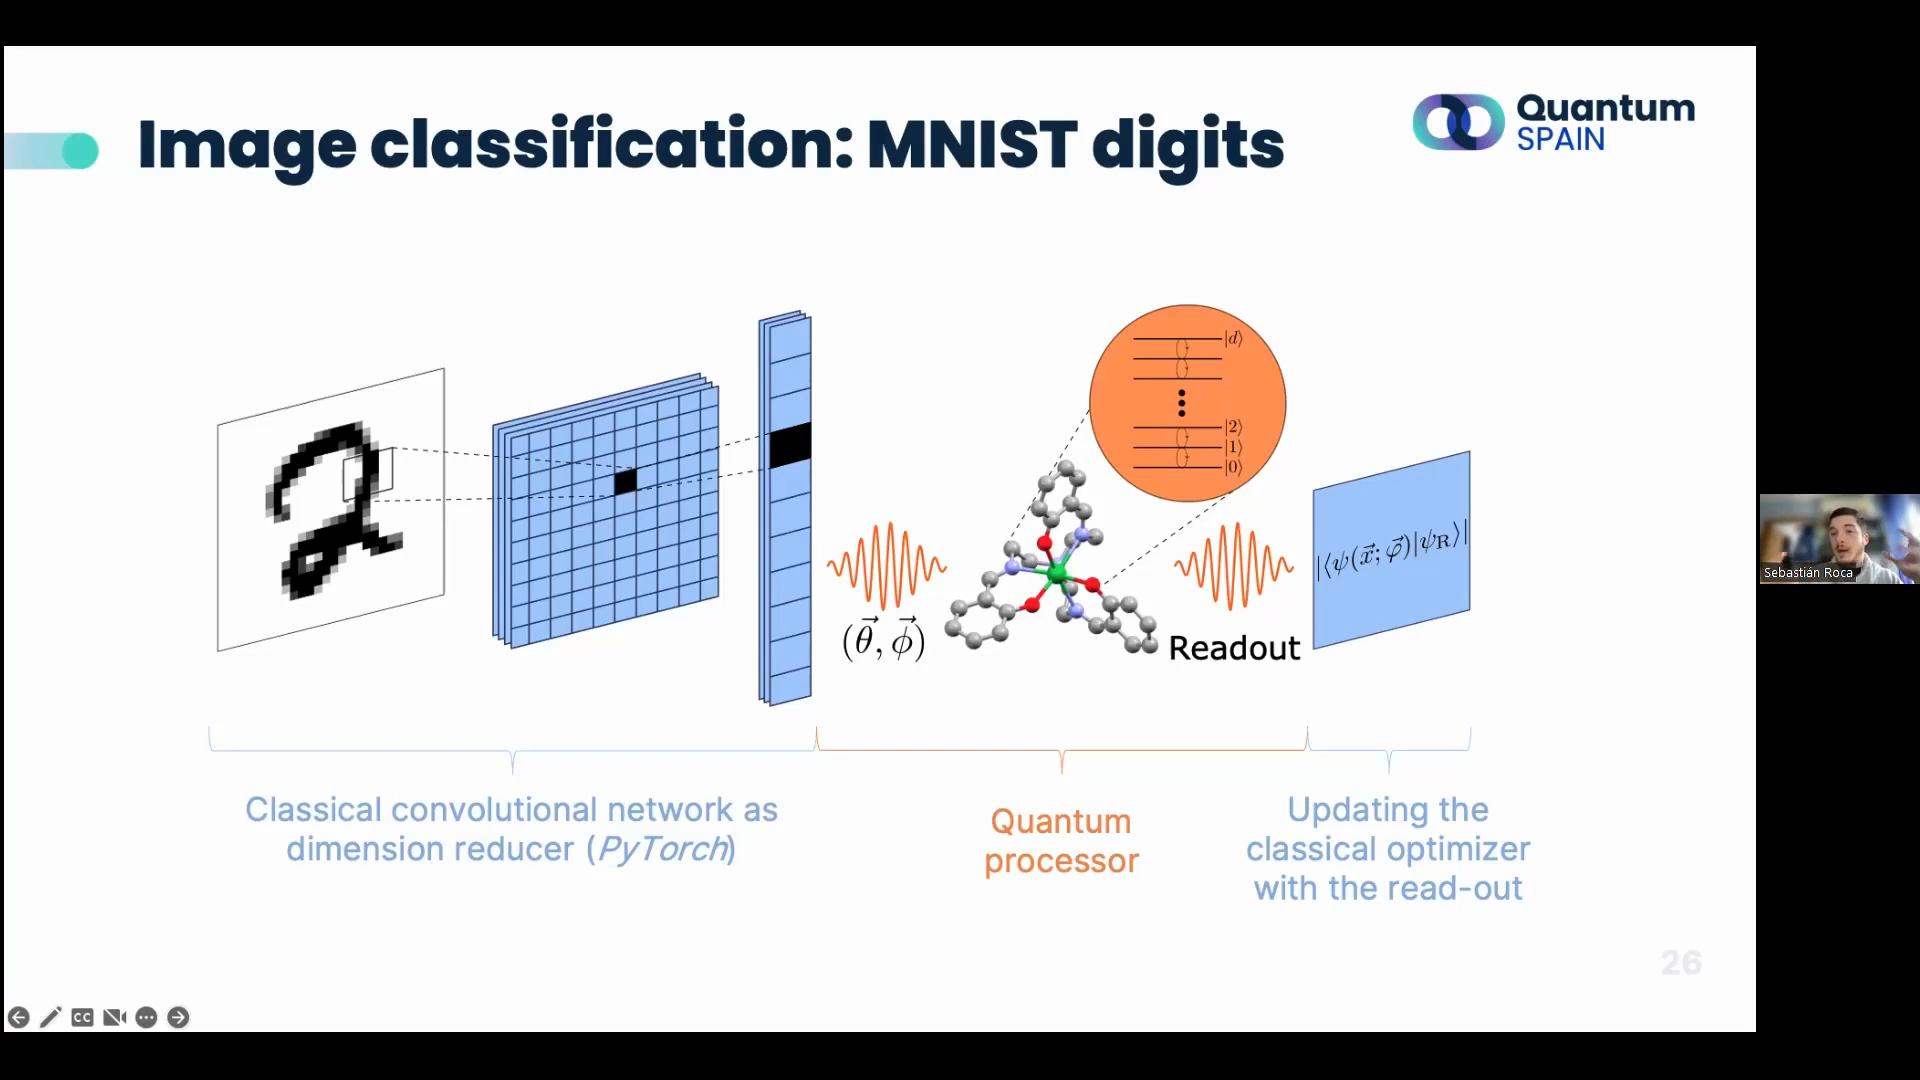 Image classification: MNIST digits
Quantum
SPAIN
|d⟩
|2⟩
|1⟩
|0⟩
(θ⃗, ϕ⃗)
Readout
|⟨ψ(x⃗; φ⃗)|ψ_R⟩|
Classical convolutional network as
dimension reducer (PyTorch)
Quantum
processor
Updating the
classical optimizer
with the read-out
26
CC
Sebastián Roca